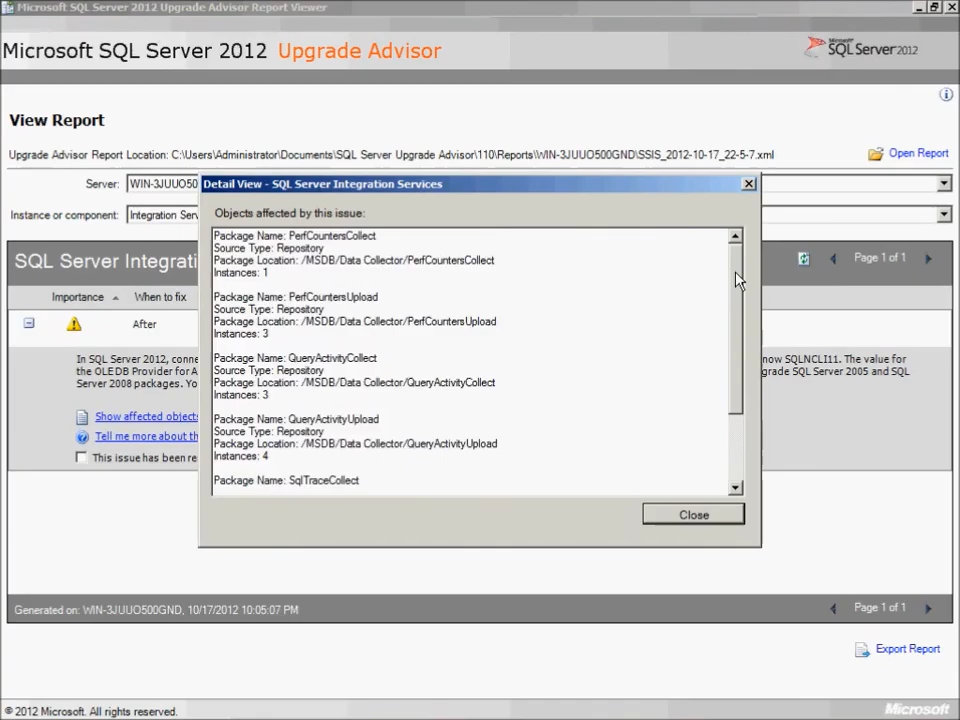 Microsoft SQL Server 2012 Upgrade Advisor Report Viewer
Microsoft SQL Server 2012 Upgrade Advisor
Microsoft SQL Server 2012
View Report
Upgrade Advisor Report Location: C:\Users\Administrator\Documents\SQL Server Upgrade Advisor\110\Reports\WIN-3JUUO500GND\SSIS_2012-10-17_22-5-7.xml
Open Report
Server: WIN-3JUUO50
Instance or component: Integration Serv
Detail View - SQL Server Integration Services
Objects affected by this issue:
Package Name: PerfCountersCollect
Source Type: Repository
Package Location: /MSDB/Data Collector/PerfCountersCollect
Instances: 1
Package Name: PerfCountersUpload
Source Type: Repository
Package Location: /MSDB/Data Collector/PerfCountersUpload
Instances: 3
Package Name: QueryActivityCollect
Source Type: Repository
Package Location: /MSDB/Data Collector/QueryActivityCollect
Instances: 3
Package Name: QueryActivityUpload
Source Type: Repository
Package Location: /MSDB/Data Collector/QueryActivityUpload
Instances: 4
Package Name: SqlTraceCollect
Close
SQL Server Integrati
Page 1 of 1
Importance When to fix
After
In SQL Server 2012, conne now SQLNCLI11. The value for
the OLEDB Provider for A grade SQL Server 2005 and SQL
Server 2008 packages. Yo
Show affected objects
Tell me more about th
This issue has been re
Generated on: WIN-3JUUO500GND, 10/17/2012 10:05:07 PM
Page 1 of 1
Export Report
© 2012 Microsoft. All rights reserved.
Microsoft